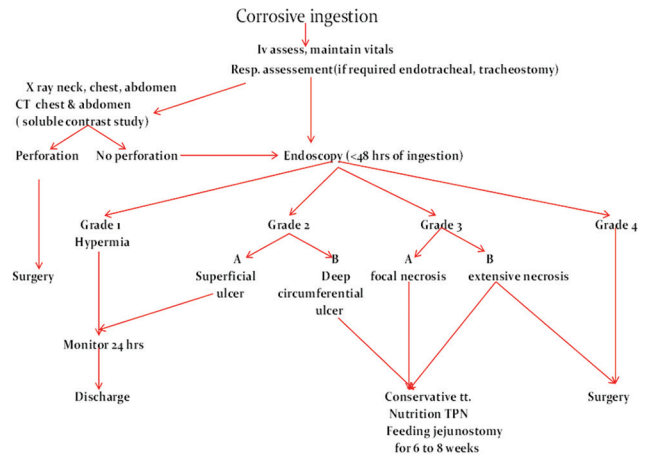 Corrosive ingestion
Iv assess, maintain vitals
Resp. assessement(if required endotracheal, tracheostomy)
X ray neck, chest, abdomen
CT chest & abdomen
( soluble contrast study)
Perforation
No perforation
Endoscopy (<48 hrs of ingestion)
Grade 1
Hypermia
Grade 2
Grade 3
Grade 4
A
Superficial
ulcer
B
Deep
circumferential
ulcer
A
focal necrosis
B
extensive necrosis
Surgery
Monitor 24 hrs
Discharge
Conservative tt.
Nutrition TPN
Feeding jejunostomy
for 6 to 8 weeks
Surgery